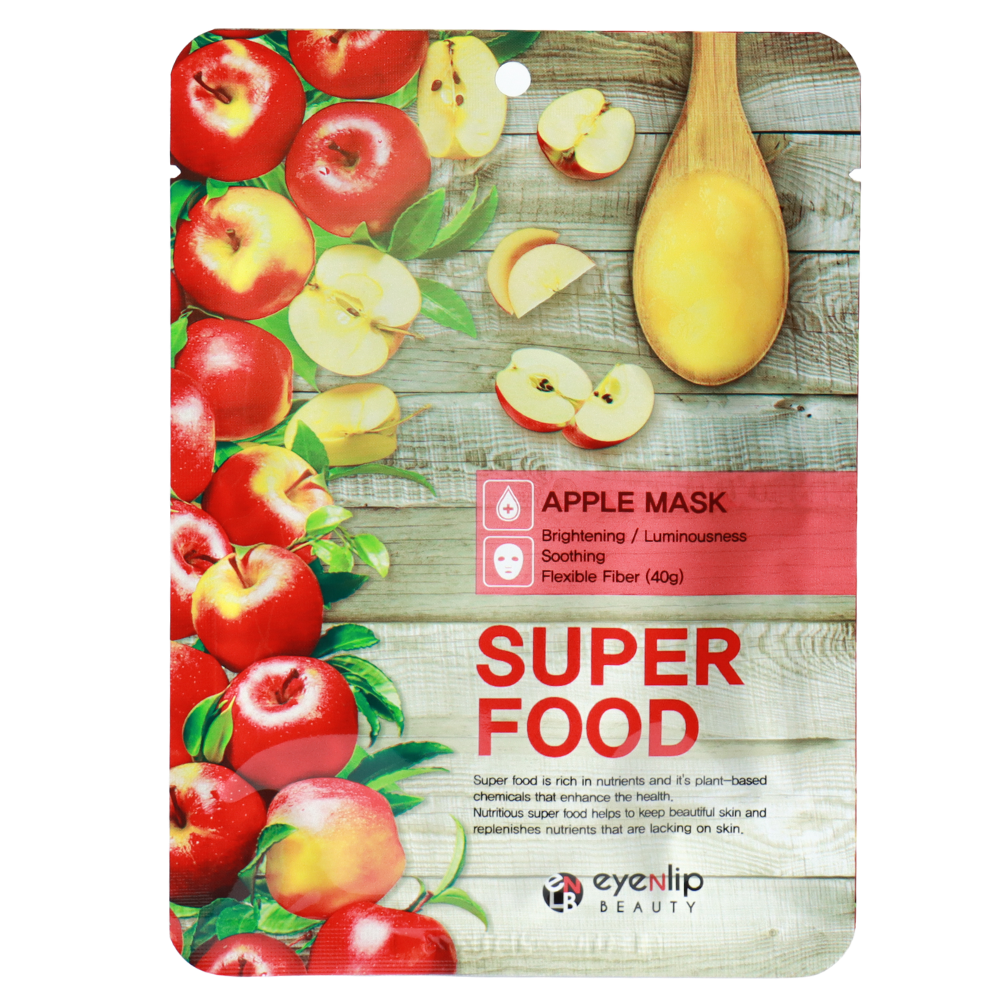 APPLE MASK
Brightening / Luminousness
Soothing
Flexible Fiber (40g)
SUPER
FOOD
Super food is rich in nutrients and it's plant-based
chemicals that enhance the health.
Nutritious super food helps to keep beautiful skin and
replenishes nutrients that are lacking on skin.
ENLB
eyeNlip
BEAUTY